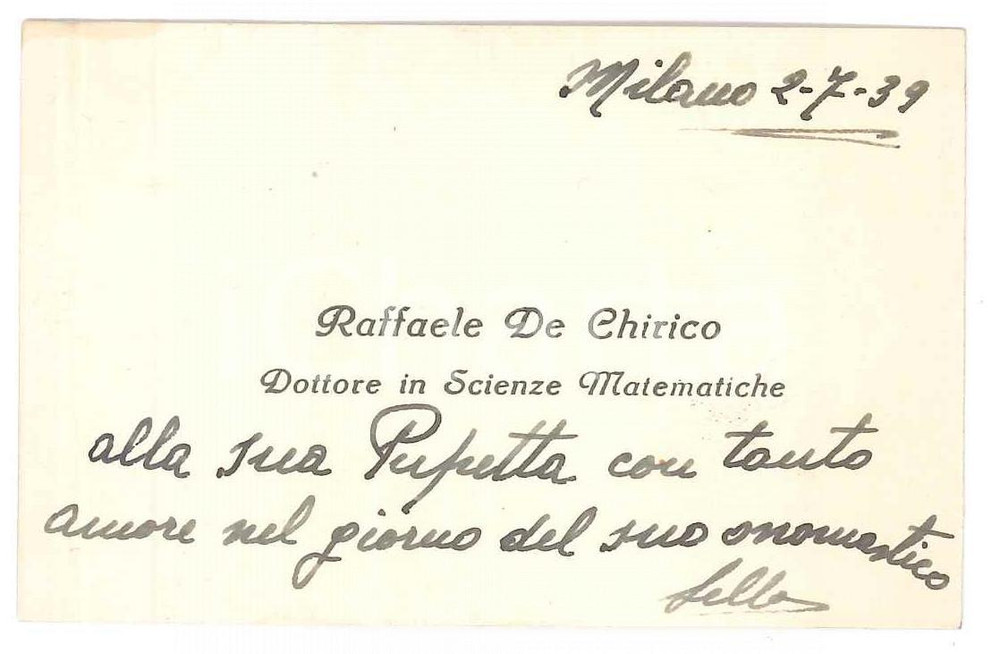 Milano 2-7-39
Raffaele De Chirico
Dottore in Scienze Matematiche
alla sua Pupetta con tanto
amore nel giorno del suo onomastico